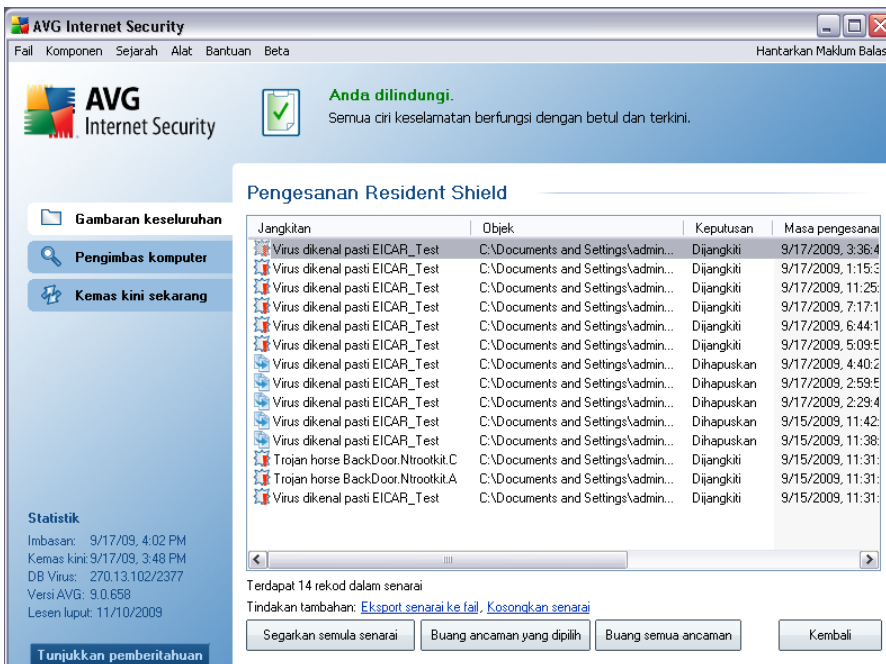 AVG Internet Security
Fail Komponen Sejarah Alat Bantuan Beta Hantarkan Maklum Balas
AVG
Internet Security
Anda dilindungi.
Semua ciri keselamatan berfungsi dengan betul dan terkini.
Gambaran keseluruhan
Pengimbas komputer
Kemas kini sekarang
Pengesanan Resident Shield
Jangkitan Objek Keputusan Masa pengesanan
Virus dikenal pasti EICAR_Test C:\Documents and Settings\admin... Dijangkiti 9/17/2009, 3:36:4
Virus dikenal pasti EICAR_Test C:\Documents and Settings\admin... Dijangkiti 9/17/2009, 1:15:3
Virus dikenal pasti EICAR_Test C:\Documents and Settings\admin... Dijangkiti 9/17/2009, 11:25:
Virus dikenal pasti EICAR_Test C:\Documents and Settings\admin... Dijangkiti 9/17/2009, 7:17:1
Virus dikenal pasti EICAR_Test C:\Documents and Settings\admin... Dijangkiti 9/17/2009, 6:44:1
Virus dikenal pasti EICAR_Test C:\Documents and Settings\admin... Dijangkiti 9/17/2009, 5:09:5
Virus dikenal pasti EICAR_Test C:\Documents and Settings\admin... Dihapuskan 9/17/2009, 4:40:2
Virus dikenal pasti EICAR_Test C:\Documents and Settings\admin... Dihapuskan 9/17/2009, 2:59:5
Virus dikenal pasti EICAR_Test C:\Documents and Settings\admin... Dihapuskan 9/17/2009, 2:29:4
Virus dikenal pasti EICAR_Test C:\Documents and Settings\admin... Dihapuskan 9/15/2009, 11:42:
Virus dikenal pasti EICAR_Test C:\Documents and Settings\admin... Dihapuskan 9/15/2009, 11:38:
Trojan horse BackDoor.Ntrootkit.C C:\Documents and Settings\admin... Dijangkiti 9/15/2009, 11:31:
Trojan horse BackDoor.Ntrootkit.A C:\Documents and Settings\admin... Dijangkiti 9/15/2009, 11:31:
Virus dikenal pasti EICAR_Test C:\Documents and Settings\admin... Dijangkiti 9/15/2009, 11:31:
Terdapat 14 rekod dalam senarai
Tindakan tambahan: Eksport senarai ke fail, Kosongkan senarai
Segarkan semula senarai Buang ancaman yang dipilih Buang semua ancaman Kembali
Statistik
Imbasan: 9/17/09, 4:02 PM
Kemas kini: 9/17/09, 3:48 PM
DB Virus: 270.13.102/2377
Versi AVG: 9.0.658
Lesen luput: 11/10/2009
Tunjukkan pemberitahuan